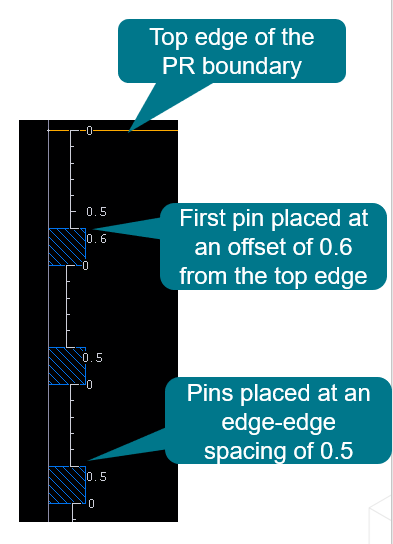 Top edge of the
PR boundary
0
0.5
First pin placed at
an offset of 0.6
from the top edge
0.6
0
0.5
0
Pins placed at an
edge-edge
spacing of 0.5
0.5
0